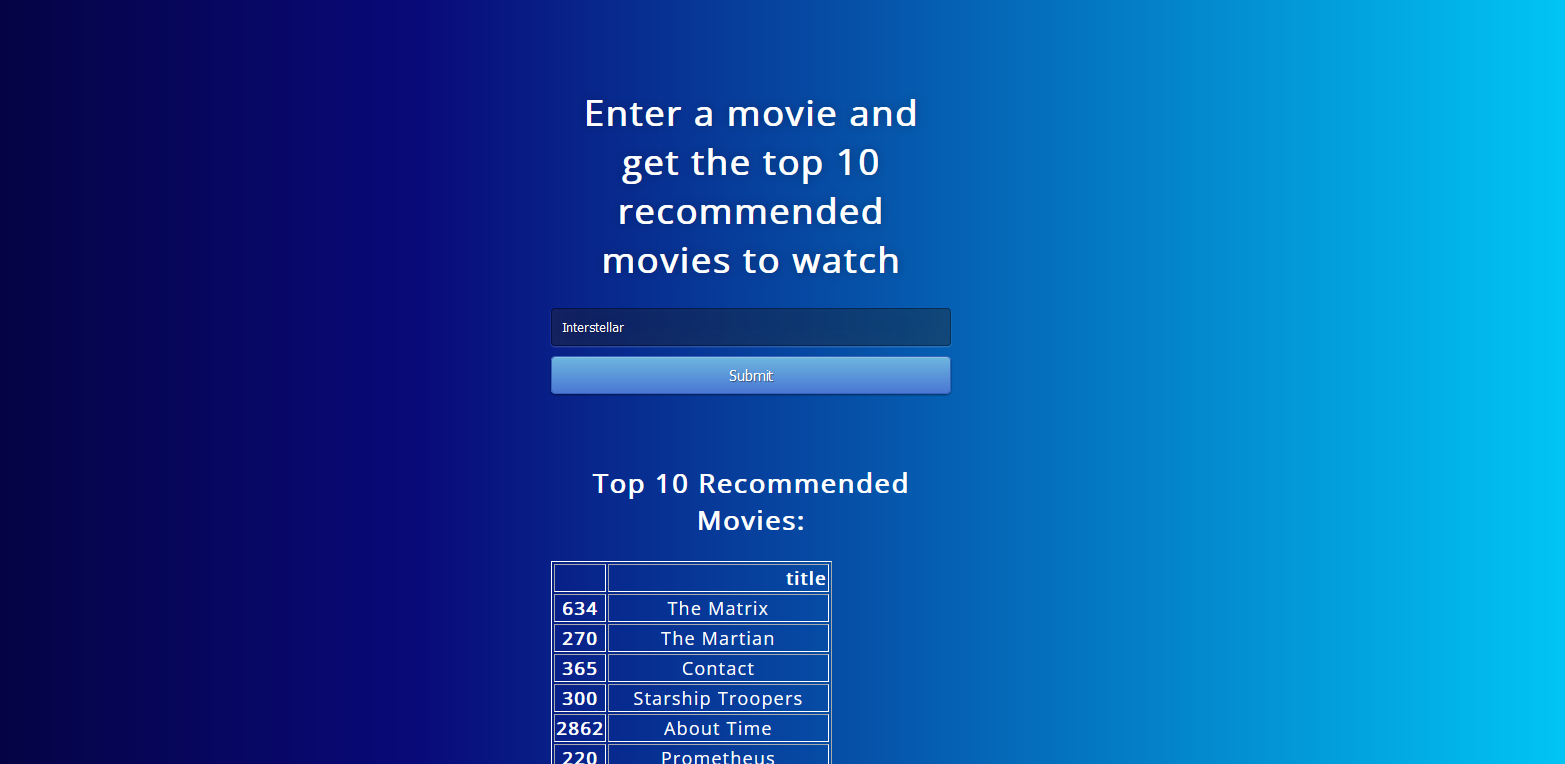 Enter a movie and
get the top 10
recommended
movies to watch
Interstellar
Submit
Top 10 Recommended
Movies:
title
634 The Matrix
270 The Martian
365 Contact
300 Starship Troopers
2862 About Time
220 Prometheus